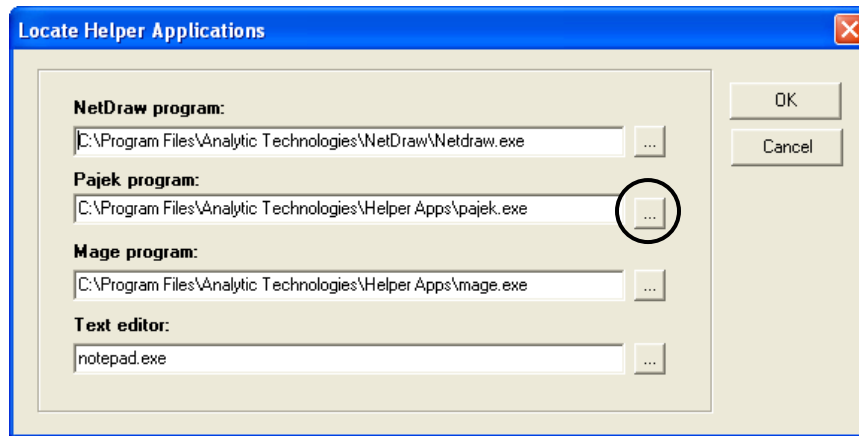 Locate Helper Applications
NetDraw program:
C:\Program Files\Analytic Technologies\NetDraw\Netdraw.exe
...
OK
Cancel
Pajek program:
C:\Program Files\Analytic Technologies\Helper Apps\pajek.exe
...
Mage program:
C:\Program Files\Analytic Technologies\Helper Apps\mage.exe
...
Text editor:
notepad.exe
...